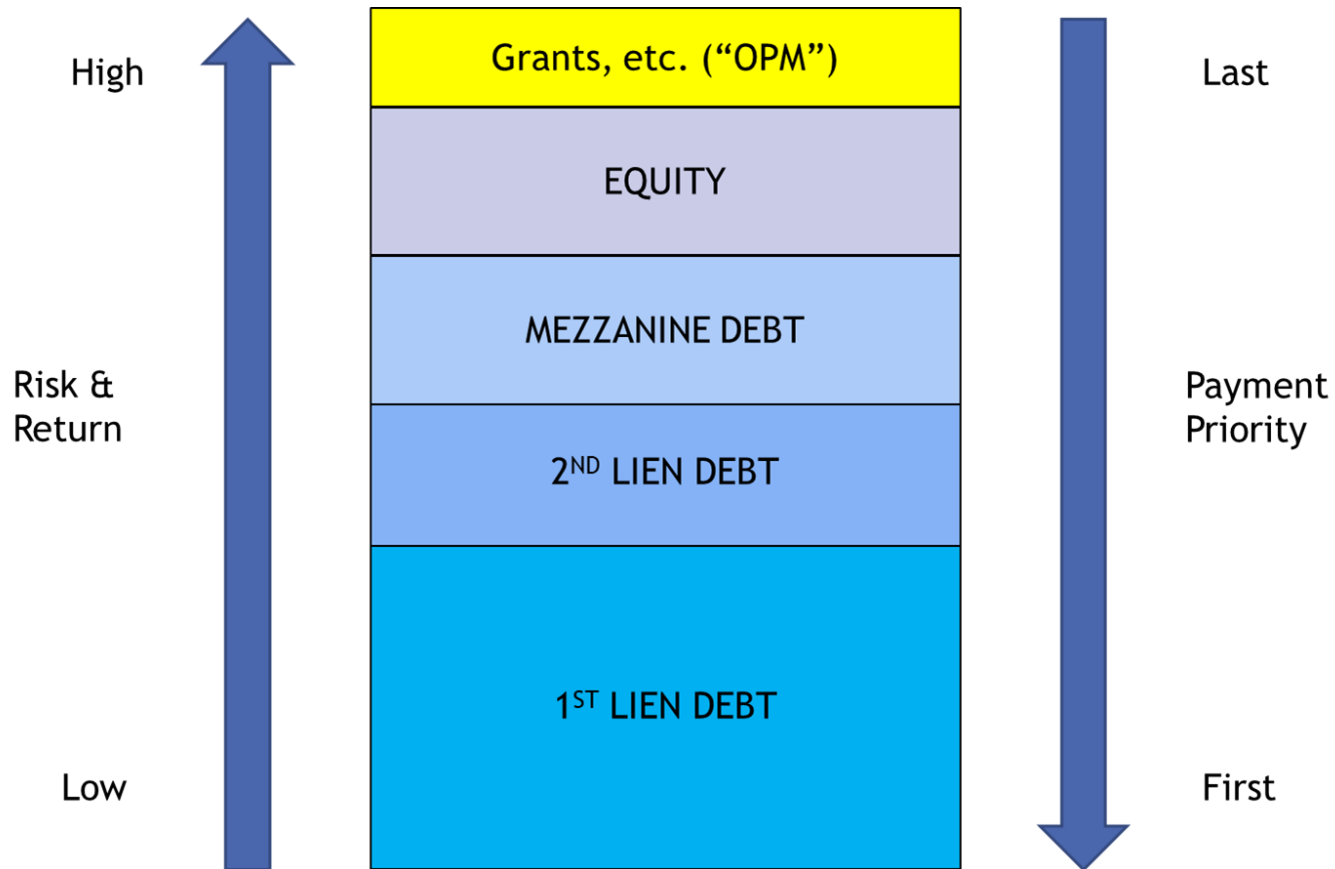 High
Grants, etc. (“OPM”)
Last
EQUITY
MEZZANINE DEBT
Risk &
Return
Payment
Priority
2ND LIEN DEBT
1ST LIEN DEBT
Low
First